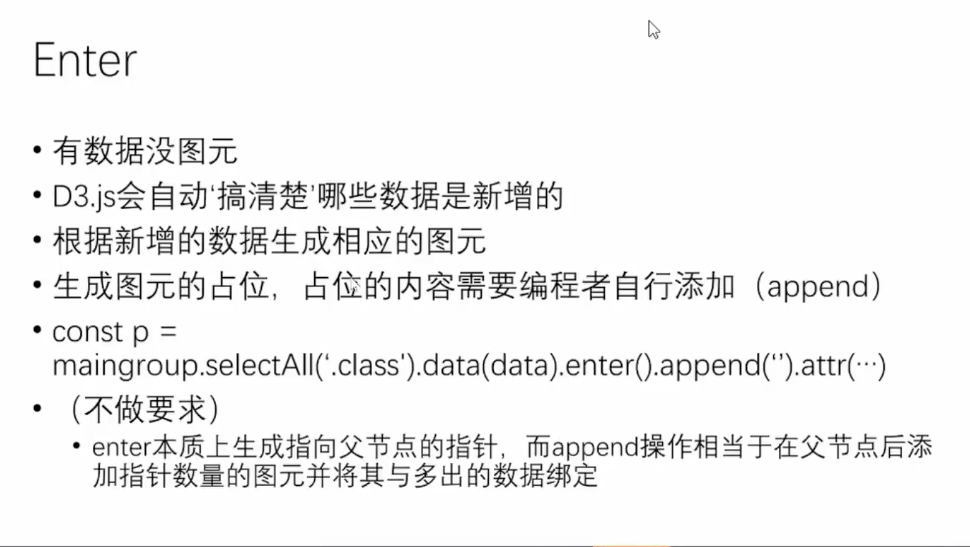 Enter
• 有数据没图元
• D3.js会自动‘搞清楚’哪些数据是新增的
• 根据新增的数据生成相应的图元
• 生成图元的占位，占位的内容需要编程者自行添加（append）
• const p =
maingroup.selectAll(‘.class').data(data).enter().append(‘’).attr(…)
• （不做要求）
• enter本质上生成指向父节点的指针，而append操作相当于在父节点后添
加指针数量的图元并将其与多出的数据绑定